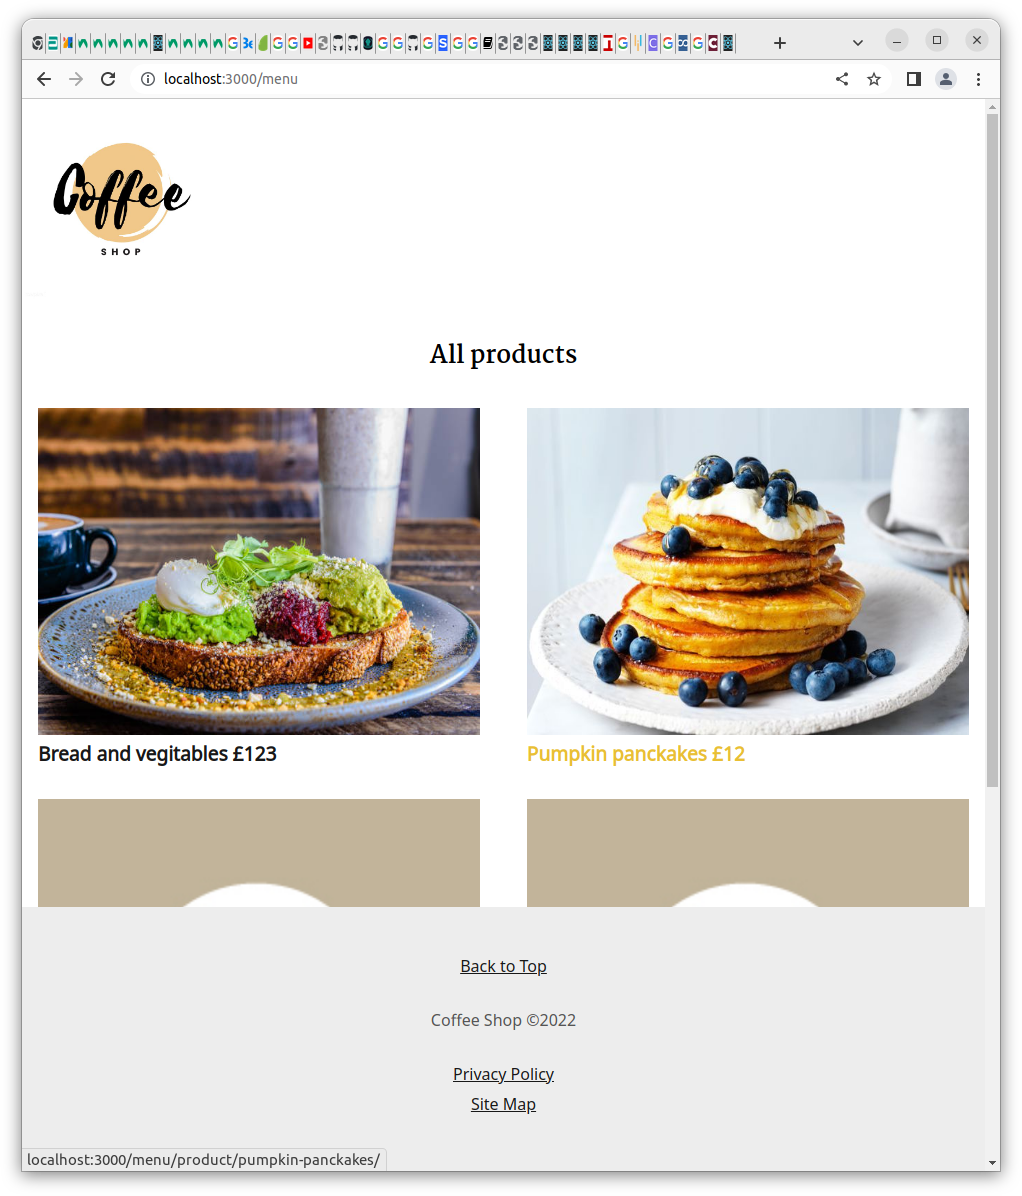 localhost:3000/menu
Coffee
SHOP
All products
Bread and vegitables £123
Pumpkin panckakes £12
Back to Top
Coffee Shop ©2022
Privacy Policy
Site Map
localhost:3000/menu/product/pumpkin-panckakes/